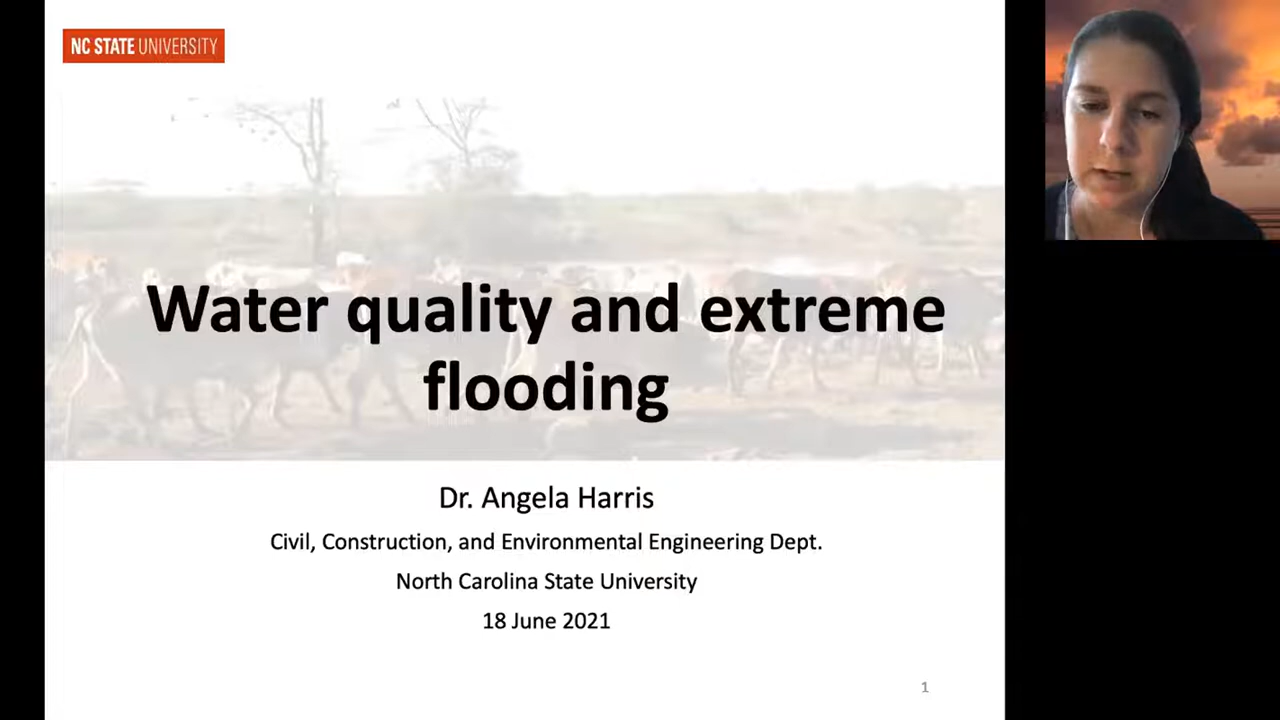 NC STATE UNIVERSITY
Water quality and extreme
flooding
Dr. Angela Harris
Civil, Construction, and Environmental Engineering Dept.
North Carolina State University
18 June 2021
1